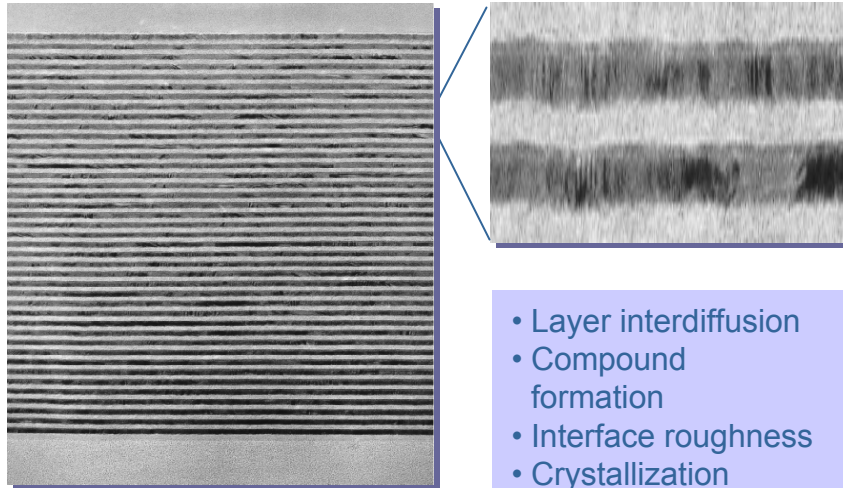 • Layer interdiffusion
• Compound
formation
• Interface roughness
• Crystallization